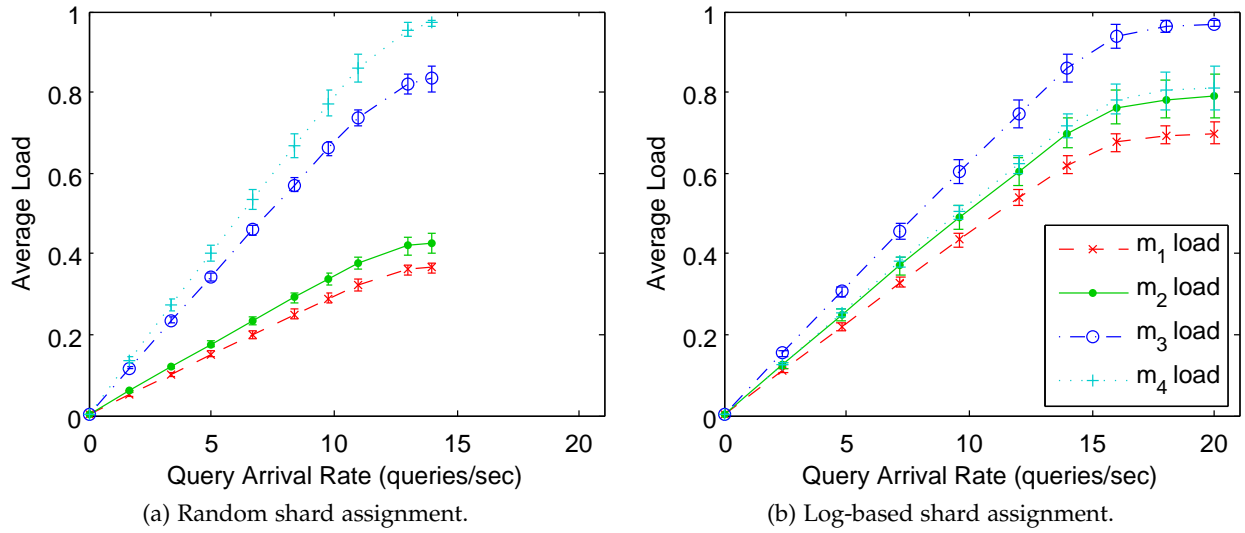 1
0.8
0.6
0.4
0.2
0
Average Load
0 5 10 15 20
Query Arrival Rate (queries/sec)
(a) Random shard assignment.
1
0.8
0.6
0.4
0.2
0
Average Load
m1 load
m2 load
m3 load
m4 load
0 5 10 15 20
Query Arrival Rate (queries/sec)
(b) Log-based shard assignment.